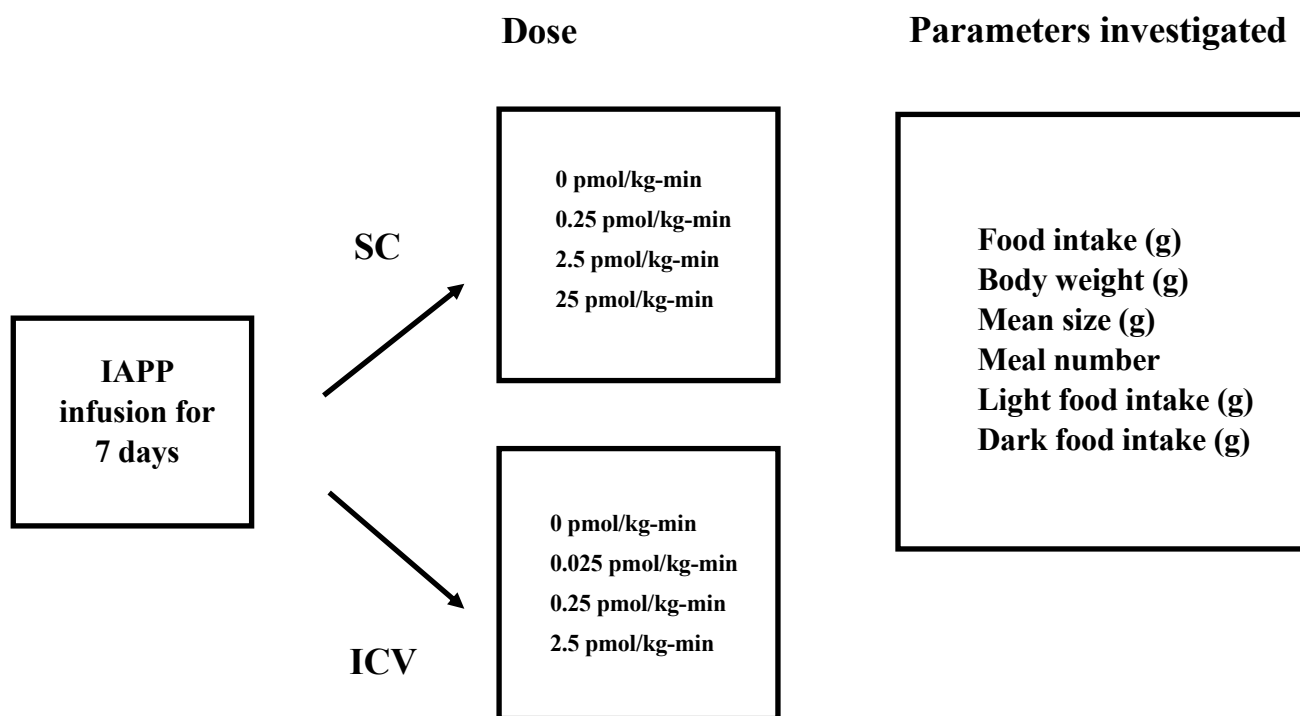 Dose
Parameters investigated
IAPP
infusion for
7 days
SC
0 pmol/kg-min
0.25 pmol/kg-min
2.5 pmol/kg-min
25 pmol/kg-min
ICV
0 pmol/kg-min
0.025 pmol/kg-min
0.25 pmol/kg-min
2.5 pmol/kg-min
Food intake (g)
Body weight (g)
Mean size (g)
Meal number
Light food intake (g)
Dark food intake (g)